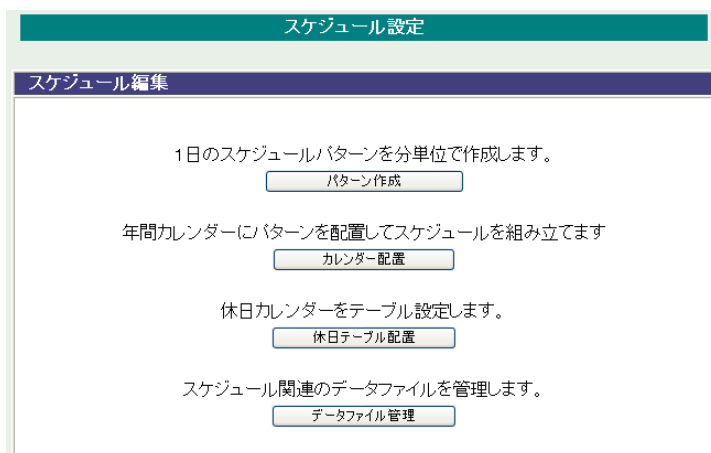 スケジュール設定
スケジュール編集
1日のスケジュールパターンを分単位で作成します。
パターン作成
年間カレンダーにパターンを配置してスケジュールを組み立てます
カレンダー配置
休日カレンダーをテーブル設定します。
休日テーブル配置
スケジュール関連のデータファイルを管理します。
データファイル管理